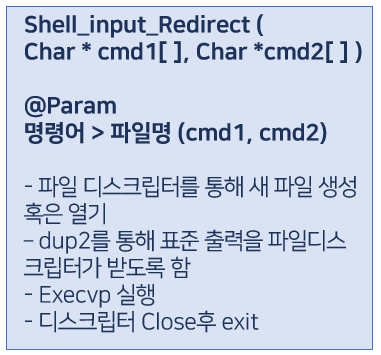 Shell_input_Redirect (
Char * cmd1[ ], Char *cmd2[ ] )
@Param
명령어 > 파일명 (cmd1, cmd2)
- 파일 디스크립터를 통해 새 파일 생성
혹은 열기
– dup2를 통해 표준 출력을 파일디스
크립터가 받도록 함
- Execvp 실행
- 디스크립터 Close후 exit